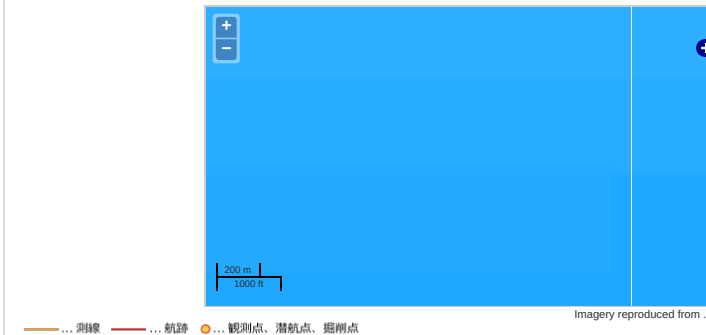 +
−
200 m
1000 ft
Imagery reproduced from .
... 測線 ... 航跡 ... 観測点、潜航点、掘削点